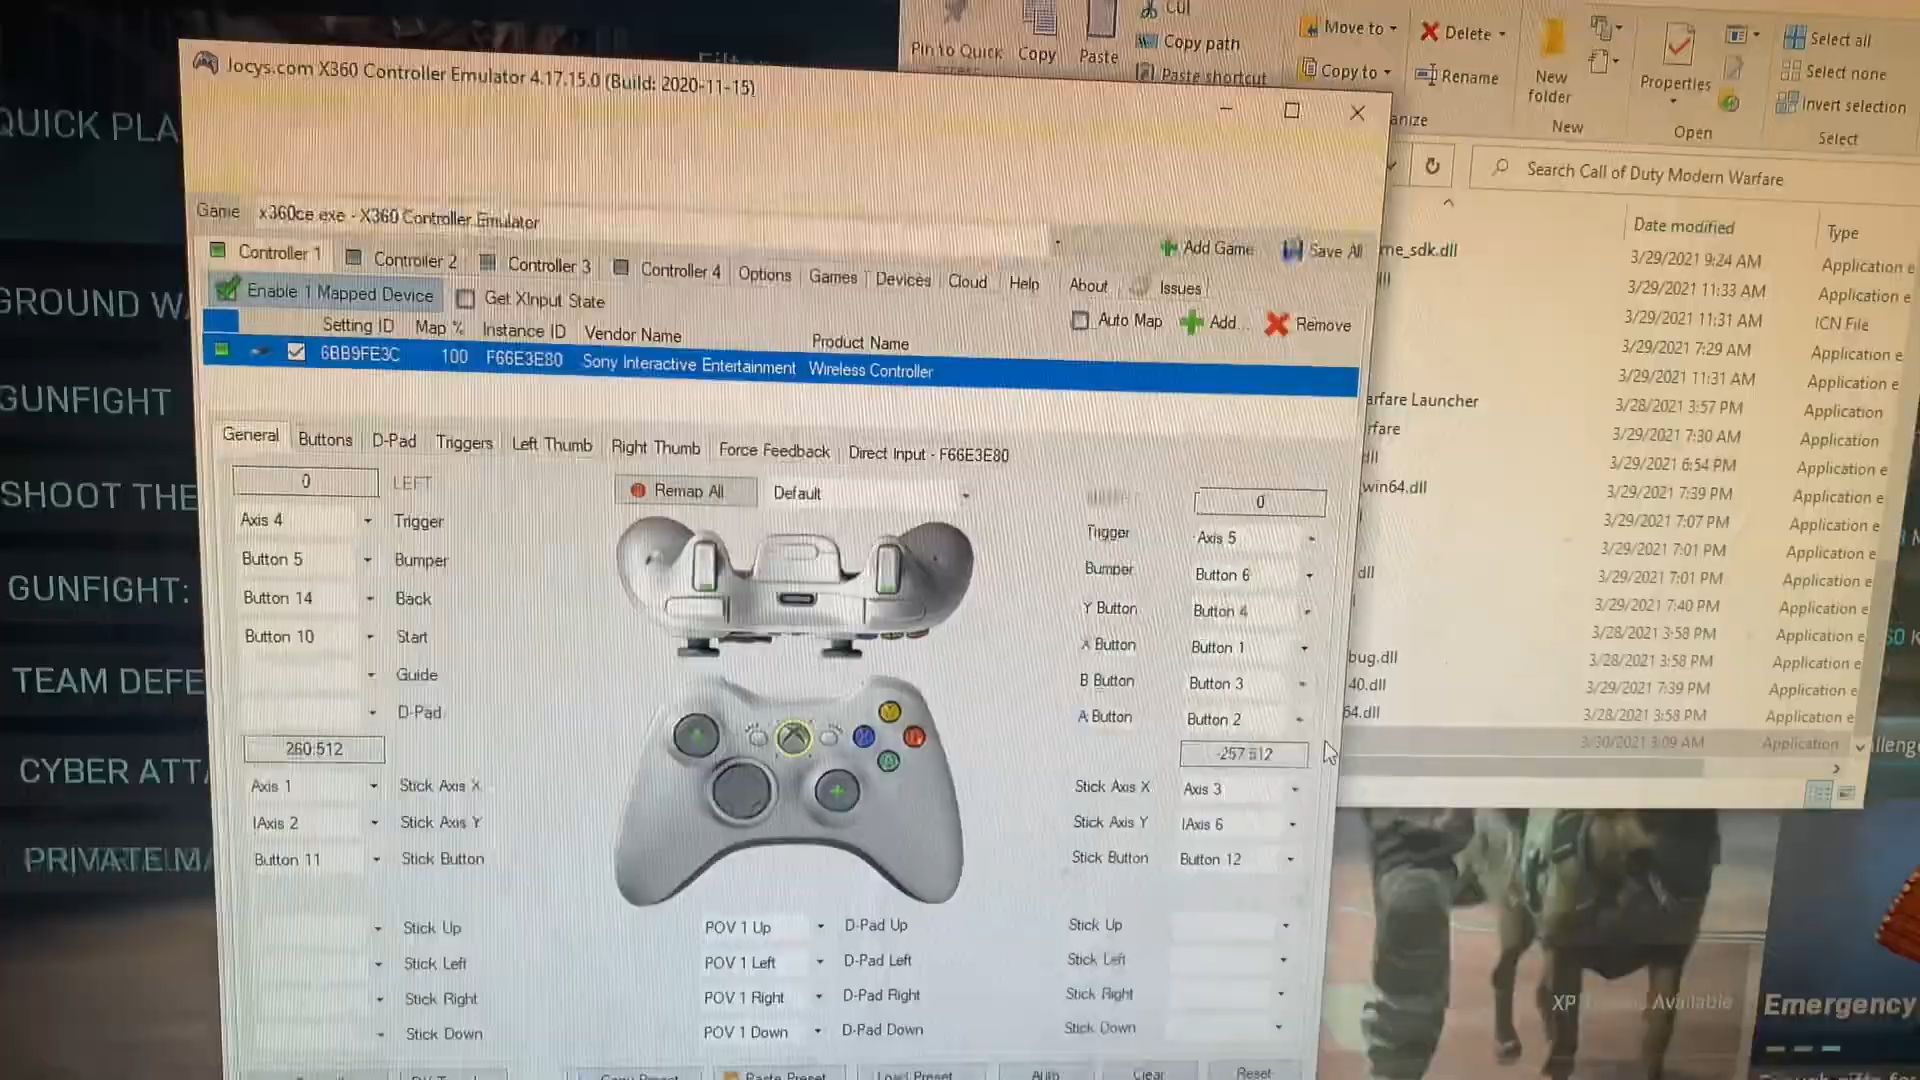 Cut
Pin to Quick
Copy
Paste
Copy path
Paste shortcut
Move to
Copy to
Delete
Rename
New
folder
New
Properties
Open
Select all
Select none
Invert selection
Select
Search Call of Duty Modern Warfare
Date modified
Type
me_sdk.dll
3/29/2021 9:24 AM
Application e
3/29/2021 11:33 AM
Application e
3/29/2021 11:31 AM
ICN File
3/29/2021 7:29 AM
Application e
3/29/2021 11:31 AM
Application e
arfare Launcher
3/28/2021 3:57 PM
Application
rfare
3/29/2021 7:30 AM
Application
dll
3/29/2021 6:54 PM
Application e
win64.dll
3/29/2021 7:39 PM
Application e
3/29/2021 7:07 PM
Application e
3/29/2021 7:01 PM
Application e
dll
3/29/2021 7:01 PM
Application e
3/29/2021 7:40 PM
Application e
3/28/2021 3:58 PM
Application e
bug.dll
3/28/2021 3:58 PM
Application e
40.dll
3/29/2021 7:39 PM
Application e
64.dll
3/28/2021 3:58 PM
Application e
3/30/2021 3:09 AM
Application
Jocys.com X360 Controller Emulator 4.17.15.0 (Build: 2020-11-15)
Game
x360ce.exe - X360 Controller Emulator
Add Game
Save All
Controller 1
Controller 2
Controller 3
Controller 4
Options
Games
Devices
Cloud
Help
About
Issues
Enable 1 Mapped Device
Get XInput State
Auto Map
Add...
Remove
Setting ID
Map %
Instance ID
Vendor Name
Product Name
6BB9FE3C
100
F66E3E80
Sony Interactive Entertainment
Wireless Controller
General
Buttons
D-Pad
Triggers
Left Thumb
Right Thumb
Force Feedback
Direct Input - F66E3E80
0
LEFT
Remap All
Default
0
Axis 4
Trigger
Trigger
Axis 5
Button 5
Bumper
Bumper
Button 6
Button 14
Back
Y Button
Button 4
Button 10
Start
X Button
Button 1
Guide
B Button
Button 3
D-Pad
A Button
Button 2
260:512
-257:512
Axis 1
Stick Axis X
Stick Axis X
Axis 3
IAxis 2
Stick Axis Y
Stick Axis Y
IAxis 6
Button 11
Stick Button
Stick Button
Button 12
Stick Up
POV 1 Up
D-Pad Up
Stick Up
Stick Left
POV 1 Left
D-Pad Left
Stick Left
Stick Right
POV 1 Right
D-Pad Right
Stick Right
Stick Down
POV 1 Down
D-Pad Down
Stick Down
Copy Preset
Paste Preset
Load Preset
Auto
Clear
Reset
QUICK PLA
GROUND WA
GUNFIGHT
SHOOT THE
GUNFIGHT:
TEAM DEFE
CYBER ATTA
PRIVATE MA
XP
Available
Emergency